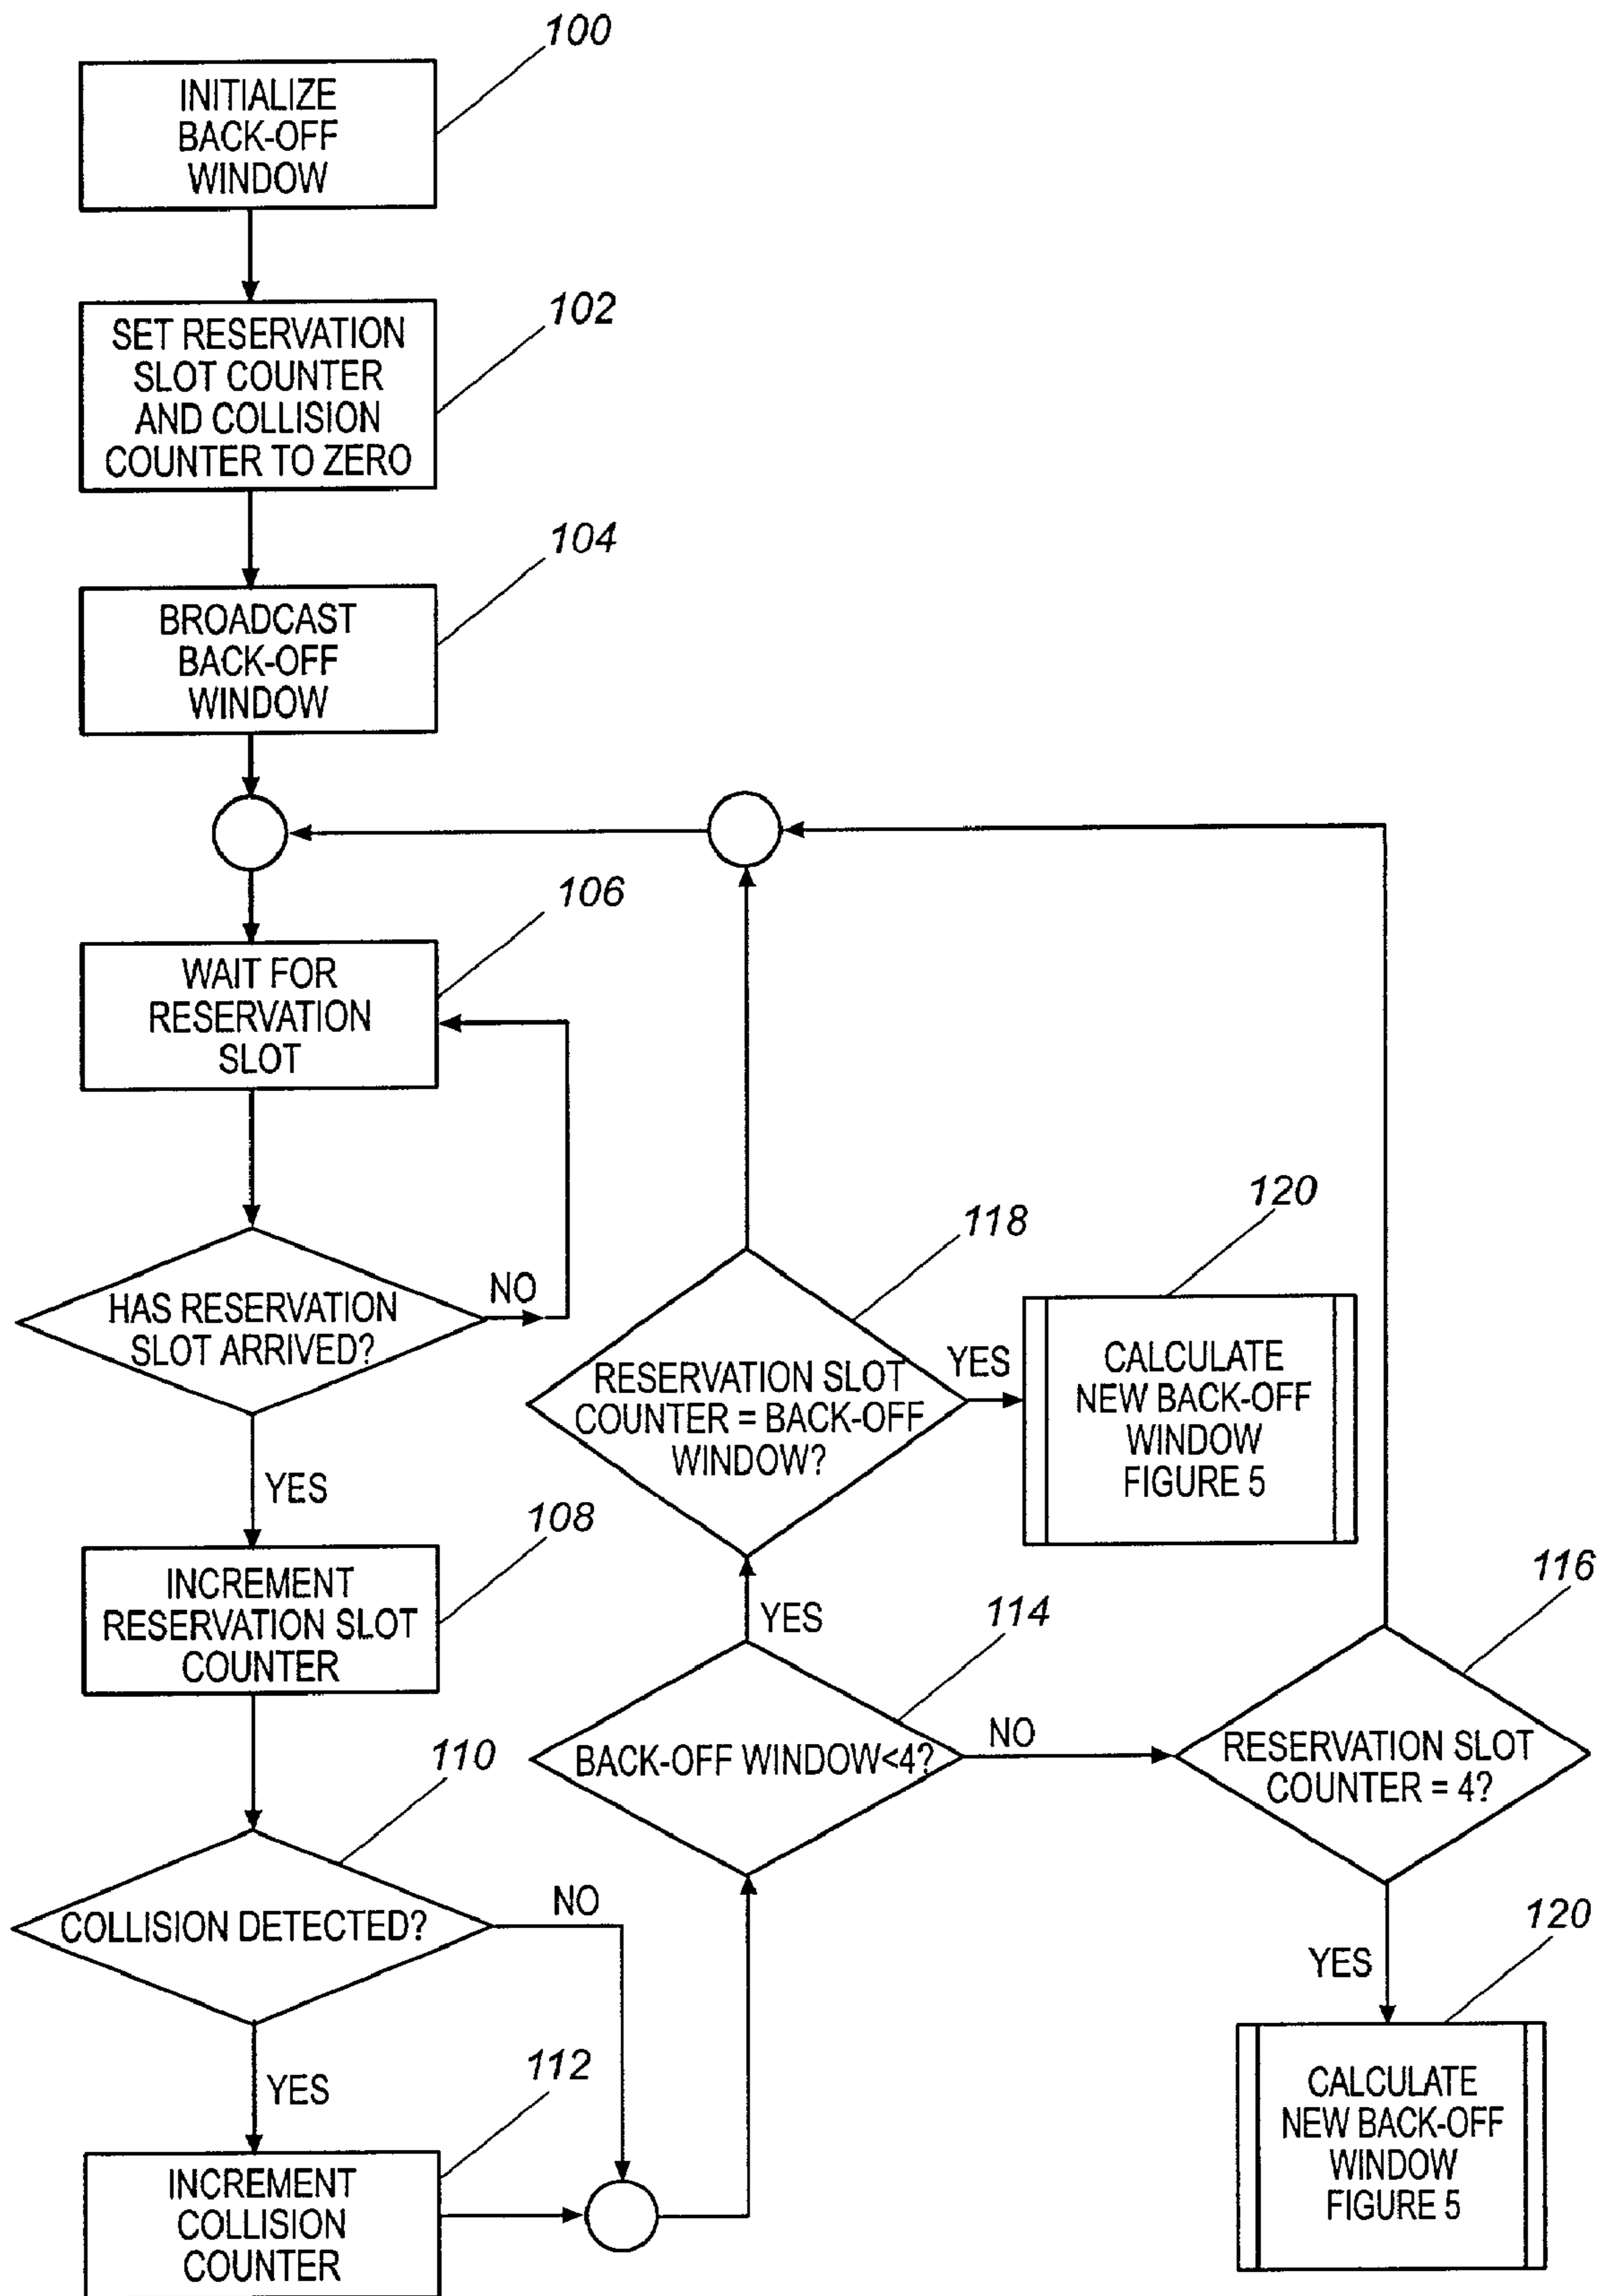 100
INITIALIZE
BACK-OFF
WINDOW
102
SET RESERVATION
SLOT COUNTER
AND COLLISION
COUNTER TO ZERO
104
BROADCAST
BACK-OFF
WINDOW
106
WAIT FOR
RESERVATION
SLOT
HAS RESERVATION
SLOT ARRIVED?
NO
YES
108
INCREMENT
RESERVATION SLOT
COUNTER
110
COLLISION DETECTED?
NO
YES
112
INCREMENT
COLLISION
COUNTER
114
BACK-OFF WINDOW<4?
YES
NO
118
RESERVATION SLOT
COUNTER = BACK-OFF
WINDOW?
YES
120
CALCULATE
NEW BACK-OFF
WINDOW
FIGURE 5
116
RESERVATION SLOT
COUNTER = 4?
YES
120
CALCULATE
NEW BACK-OFF
WINDOW
FIGURE 5